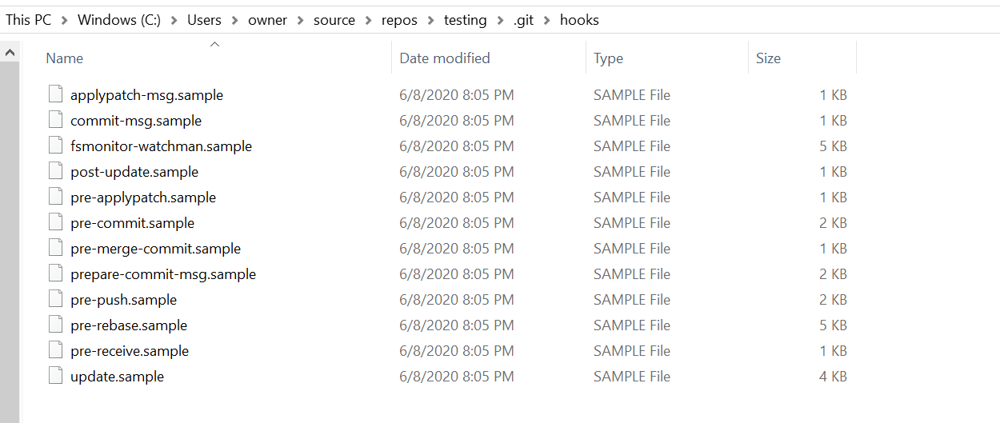 This PC > Windows (C:) > Users > owner > source > repos > testing > .git > hooks
Name Date modified Type Size
applypatch-msg.sample 6/8/2020 8:05 PM SAMPLE File 1 KB
commit-msg.sample 6/8/2020 8:05 PM SAMPLE File 1 KB
fsmonitor-watchman.sample 6/8/2020 8:05 PM SAMPLE File 5 KB
post-update.sample 6/8/2020 8:05 PM SAMPLE File 1 KB
pre-applypatch.sample 6/8/2020 8:05 PM SAMPLE File 1 KB
pre-commit.sample 6/8/2020 8:05 PM SAMPLE File 2 KB
pre-merge-commit.sample 6/8/2020 8:05 PM SAMPLE File 1 KB
prepare-commit-msg.sample 6/8/2020 8:05 PM SAMPLE File 2 KB
pre-push.sample 6/8/2020 8:05 PM SAMPLE File 2 KB
pre-rebase.sample 6/8/2020 8:05 PM SAMPLE File 5 KB
pre-receive.sample 6/8/2020 8:05 PM SAMPLE File 1 KB
update.sample 6/8/2020 8:05 PM SAMPLE File 4 KB